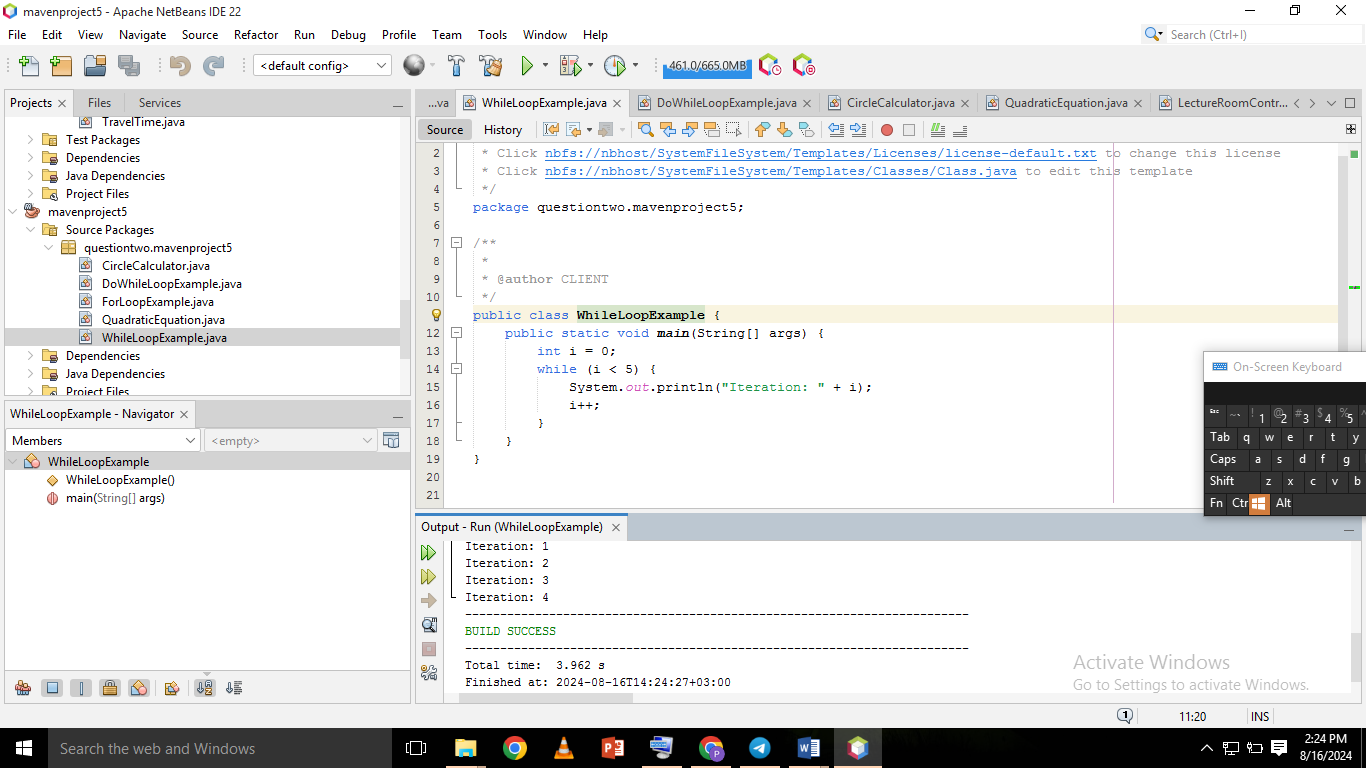 mavenproject5 - Apache NetBeans IDE 22
File Edit View Navigate Source Refactor Run Debug Profile Team Tools Window Help
Search (Ctrl+I)
<default config>
461.0/665.0MB
Projects Files Services
TravelTime.java
Test Packages
Dependencies
Java Dependencies
Project Files
mavenproject5
Source Packages
questiontwo.mavenproject5
CircleCalculator.java
DoWhileLoopExample.java
ForLoopExample.java
QuadraticEquation.java
WhileLoopExample.java
Dependencies
Java Dependencies
Project Files
WhileLoopExample - Navigator
Members <empty>
WhileLoopExample
WhileLoopExample()
main(String[] args)
...va WhileLoopExample.java DoWhileLoopExample.java CircleCalculator.java QuadraticEquation.java LectureRoomContr...
Source History
2 * Click nbfs://nbhost/SystemFileSystem/Templates/Licenses/license-default.txt to change this license
3 * Click nbfs://nbhost/SystemFileSystem/Templates/Classes/Class.java to edit this template
4 */
5 package questiontwo.mavenproject5;
6
7 /**
8 *
9 * @author CLIENT
10 */
public class WhileLoopExample {
12 public static void main(String[] args) {
13 int i = 0;
14 while (i < 5) {
15 System.out.println("Iteration: " + i);
16 i++;
17 }
18 }
19 }
20
21
On-Screen Keyboard
Esc ~` ! 1 @ 2 # 3 $ 4 % 5 ^
Tab q w e r t y
Caps a s d f g
Shift z x c v b
Fn Ctr Alt
Output - Run (WhileLoopExample)
Iteration: 1
Iteration: 2
Iteration: 3
Iteration: 4
------------------------------------------------------------------------
BUILD SUCCESS
------------------------------------------------------------------------
Total time: 3.962 s
Finished at: 2024-08-16T14:24:27+03:00
Activate Windows
Go to Settings to activate Windows.
1 11:20 INS
Search the web and Windows
2:24 PM
8/16/2024